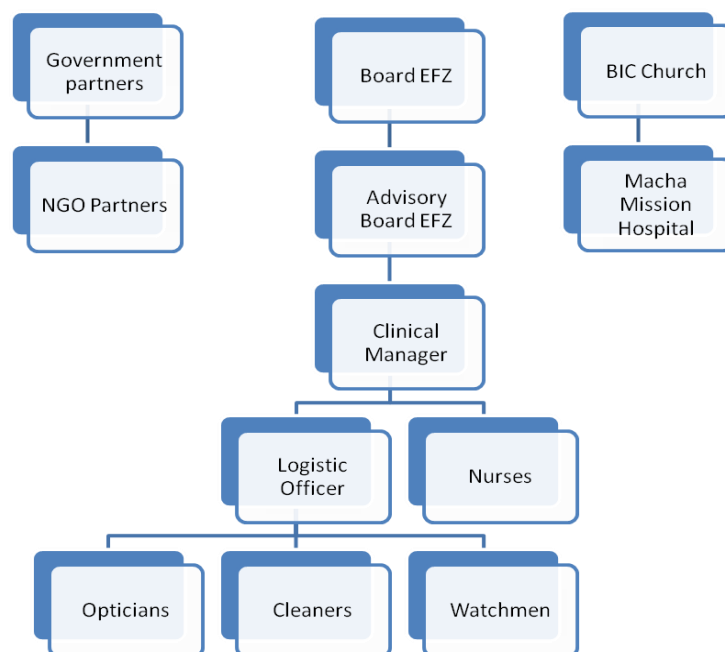 Government
partners
Board EFZ
BIC Church
NGO Partners
Advisory
Board EFZ
Macha
Mission
Hospital
Clinical
Manager
Logistic
Officer
Nurses
Opticians
Cleaners
Watchmen